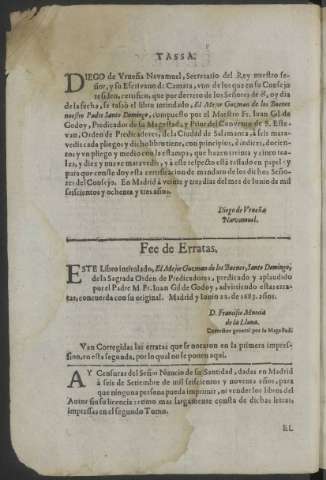 TASSA.
DIEGO de Vrueña Navamuel, Secretario del Rey nuestro se-
ñor, y su Escrivano de Camara, vno de los que en su Consejo
residen, certifico, que por decreto de los Señores de èl, oy dia
de la fecha, se tassò el libro intitulado, El Mejor Guzman de los Buenos
nuestro Padre Santo Domingo, compuesto por el Maestro Fr. Iuan Gil de
Godoy, Predicador de su Magestad, y Prior del Convento de S. Este-
van, Orden de Predicadores, de la Ciudad de Salamanca, à seis mara-
vedis cada pliego; y dicho libro tiene, con principios, è indices, docien-
tos y vn pliego y medio con la estampa, que hazen treinta y cinco rea-
les, y diez y nueve maravedis, y à este respecto està tassado en papel: y
para que conste doy esta certificacion de mandato de dichos Seño-
res del Consejo. En Madrid à veinte y tres dias del mes de Iunio de mil
seiscientos y ochenta y tres años.
Diego de Vrueña
Navamuel.
Fee de Erratas.
ESTE Libro intitulado, El Mejor Guzman de los Buenos, Santo Domingo,
de la Sagrada Orden de Predicadores, predicado y aplaudido
por el Padre M. Fr. Iuan Gil de Godoy, advirtiendo estas erra-
tas, concuerda con su original. Madrid y Iunio 22. de 1683. años.
D. Francisco Murcia
de la Llana.
Corrector general por su Magestad.
Van Corregidas las erratas que se notaron en la primera impres-
sion, en esta segunda, por lo qual no se ponen aqui.
AY Censuras del Señor Nuncio de su Santidad, dadas en Madrid
à seis de Setiembre de mil seiscientos y noventa años, para
que ninguna persona pueda imprimir, ni vender los libros del
Autor sin su licencia como mas largamente consta de dichas letras
impressas en el segundo Tomo.
EL